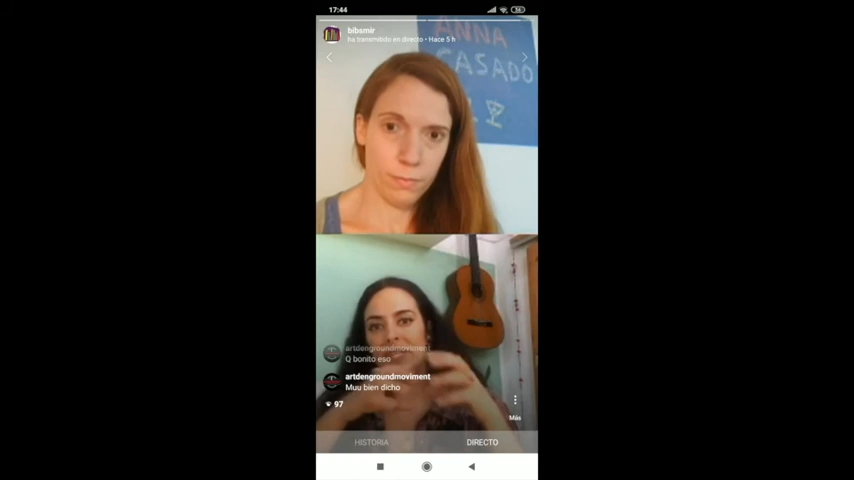 17:44
56
bibsmir
ha transmitido en directo • Hace 5 h
ANNA
CASADO
artdengroundmoviment
Q bonito eso
artdengroundmoviment
Muu bien dicho
97
Más
HISTORIA
DIRECTO